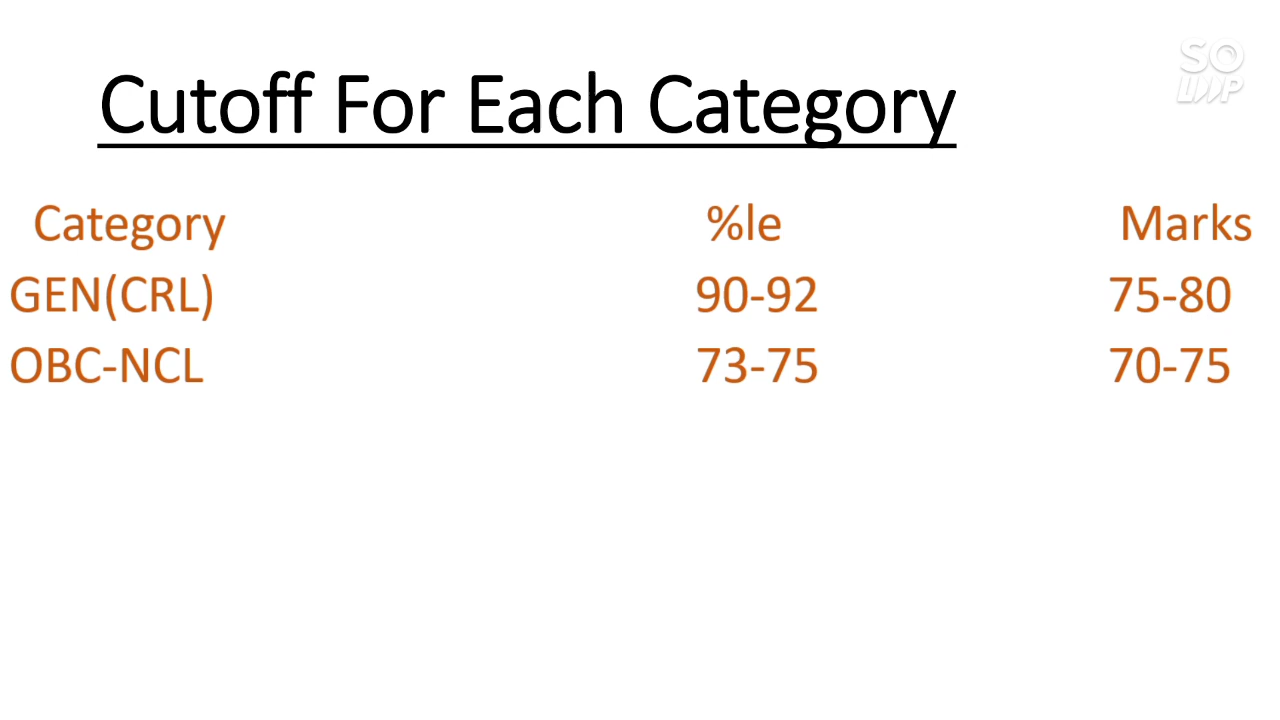 Cutoff For Each Category
Category %le Marks
GEN(CRL) 90-92 75-80
OBC-NCL 73-75 70-75